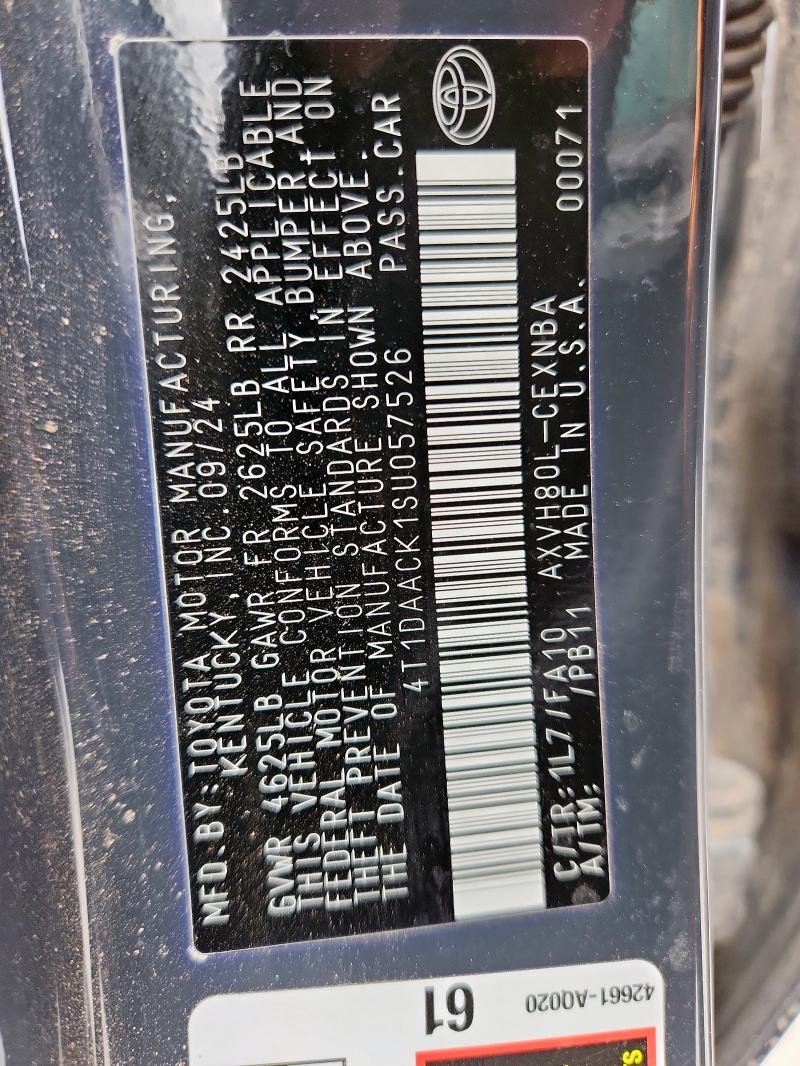 MFD.BY:TOYOTA MOTOR MANUFACTURING,
KENTUCKY,INC.09/24
GVWR 4625LB GAWR FR 2625LB RR 2425LB
THIS VEHICLE CONFORMS TO ALL APPLICABLE
FEDERAL MOTOR VEHICLE SAFETY,BUMPER AND
THEFT PREVENTION STANDARDS IN EFFECT ON
THE DATE OF MANUFACTURE SHOWN ABOVE.
4T1DAACK1SU057526 PASS.CAR
C/TR:1L7/FA10 AXVH80L-CEXNBA
A/TM: /PB11 MADE IN U.S.A. 00071
61
42661-AQ020